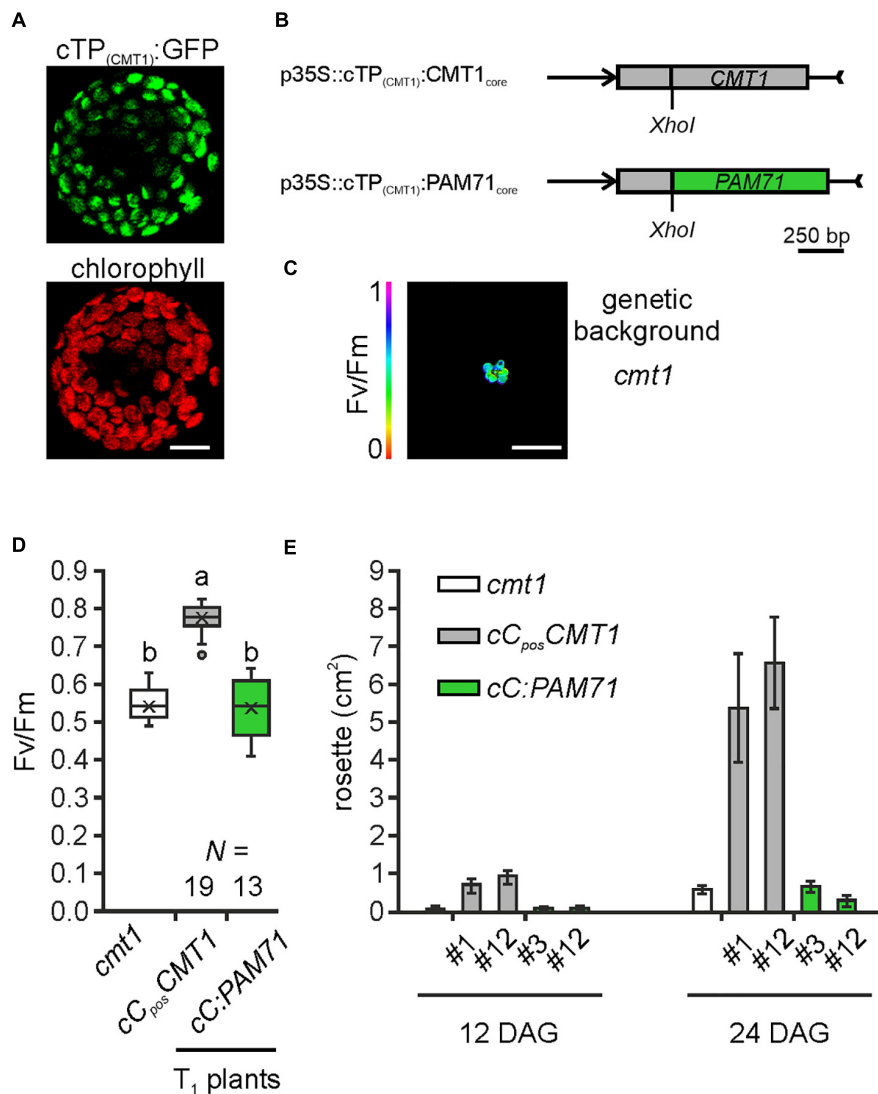 A
cTP(CMT1):GFP
chlorophyll
B
p35S::cTP(CMT1):CMT1core
CMT1
XhoI
p35S::cTP(CMT1):PAM71core
PAM71
XhoI
250 bp
C
1
Fv/Fm
0
genetic
background
cmt1
D
Fv/Fm
0.9
0.8
0.7
0.6
0.5
0.4
0.3
0.2
0.1
0.0
b
a
b
N =
19 13
cmt1
cCposCMT1
cC:PAM71
T1 plants
E
rosette (cm2)
9
8
7
6
5
4
3
2
1
0
cmt1
cCposCMT1
cC:PAM71
#1 #12 #3 #12
12 DAG
#1 #12 #3 #12
24 DAG